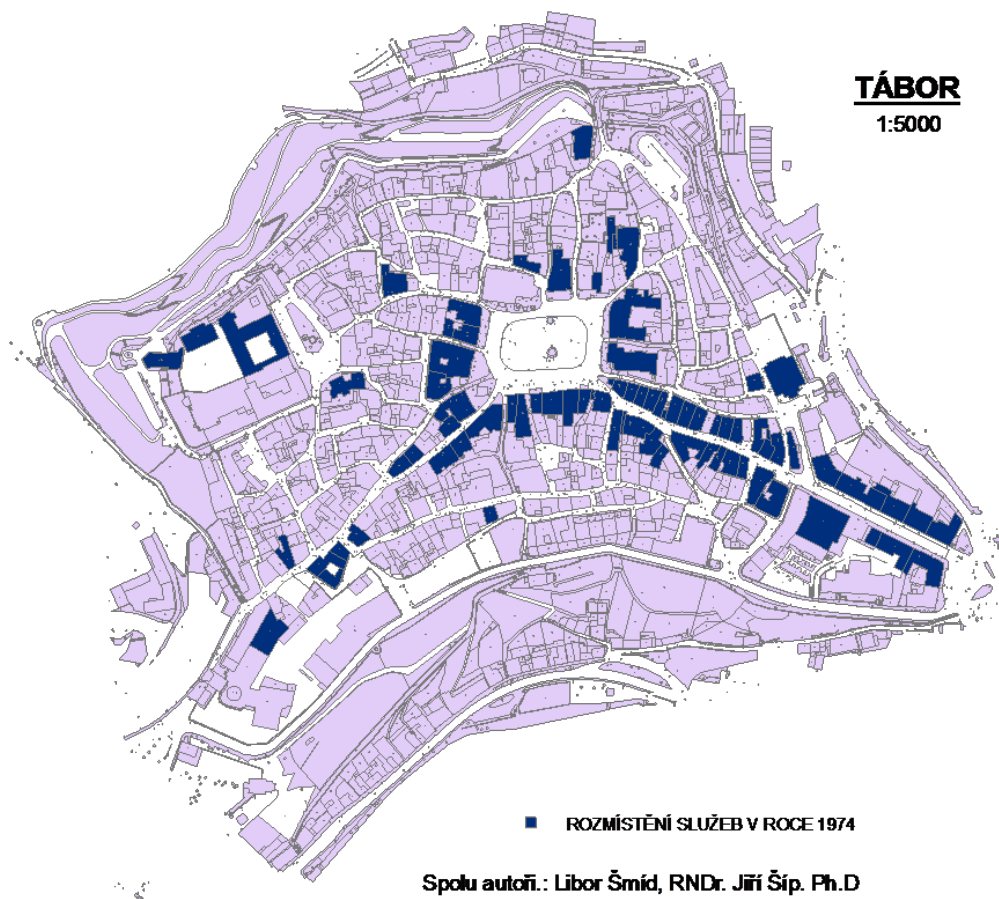 TÁBOR
1:5000
ROZMÍSTĚNÍ SLUŽEB V ROCE 1974
Spolu autoři.: Libor Šmíd, RNDr. Jiří Šíp. Ph.D